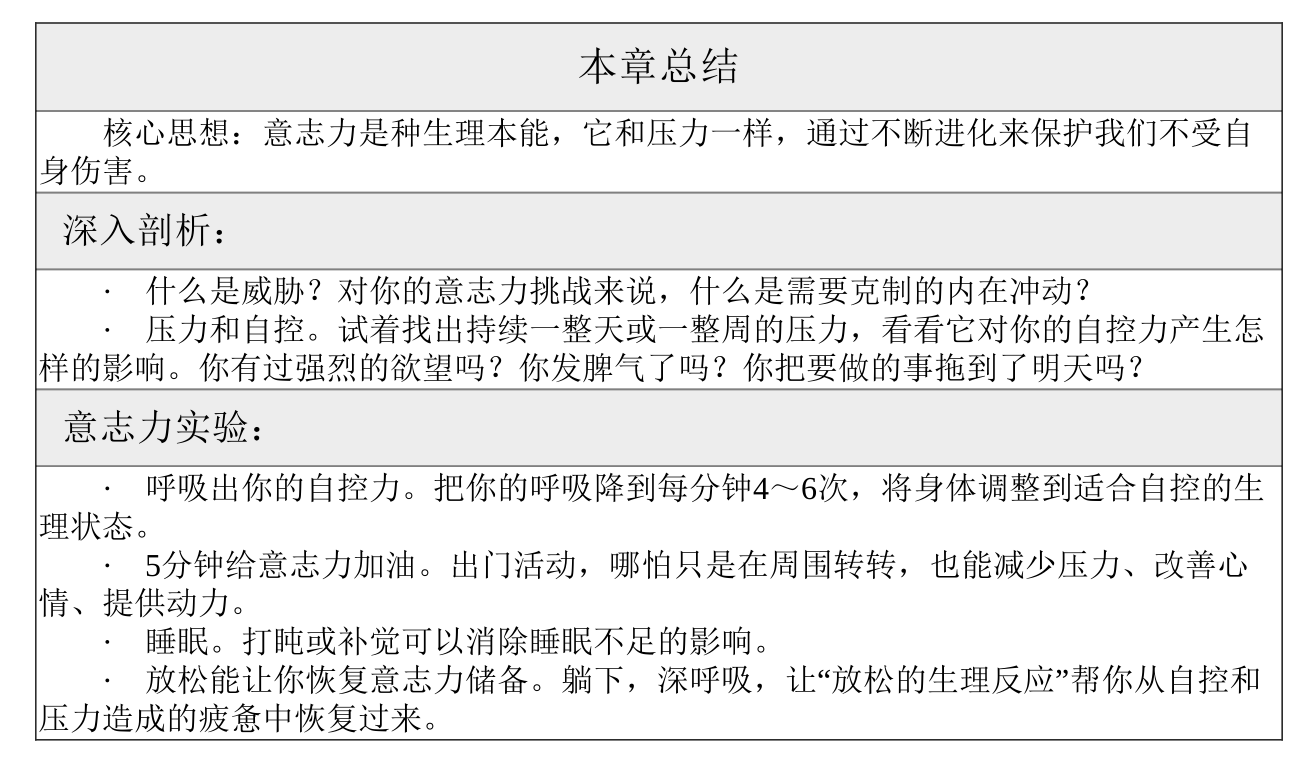 本章总结
核心思想：意志力是种生理本能，它和压力一样，通过不断进化来保护我们不受自
身伤害。
深入剖析：
· 什么是威胁？对你的意志力挑战来说，什么是需要克制的内在冲动？
· 压力和自控。试着找出持续一整天或一整周的压力，看看它对你的自控力产生怎
样的影响。你有过强烈的欲望吗？你发脾气了吗？你把要做的事拖到了明天吗？
意志力实验：
· 呼吸出你的自控力。把你的呼吸降到每分钟4～6次，将身体调整到适合自控的生
理状态。
· 5分钟给意志力加油。出门活动，哪怕只是在周围转转，也能减少压力、改善心
情、提供动力。
· 睡眠。打盹或补觉可以消除睡眠不足的影响。
· 放松能让你恢复意志力储备。躺下，深呼吸，让“放松的生理反应”帮你从自控和
压力造成的疲惫中恢复过来。